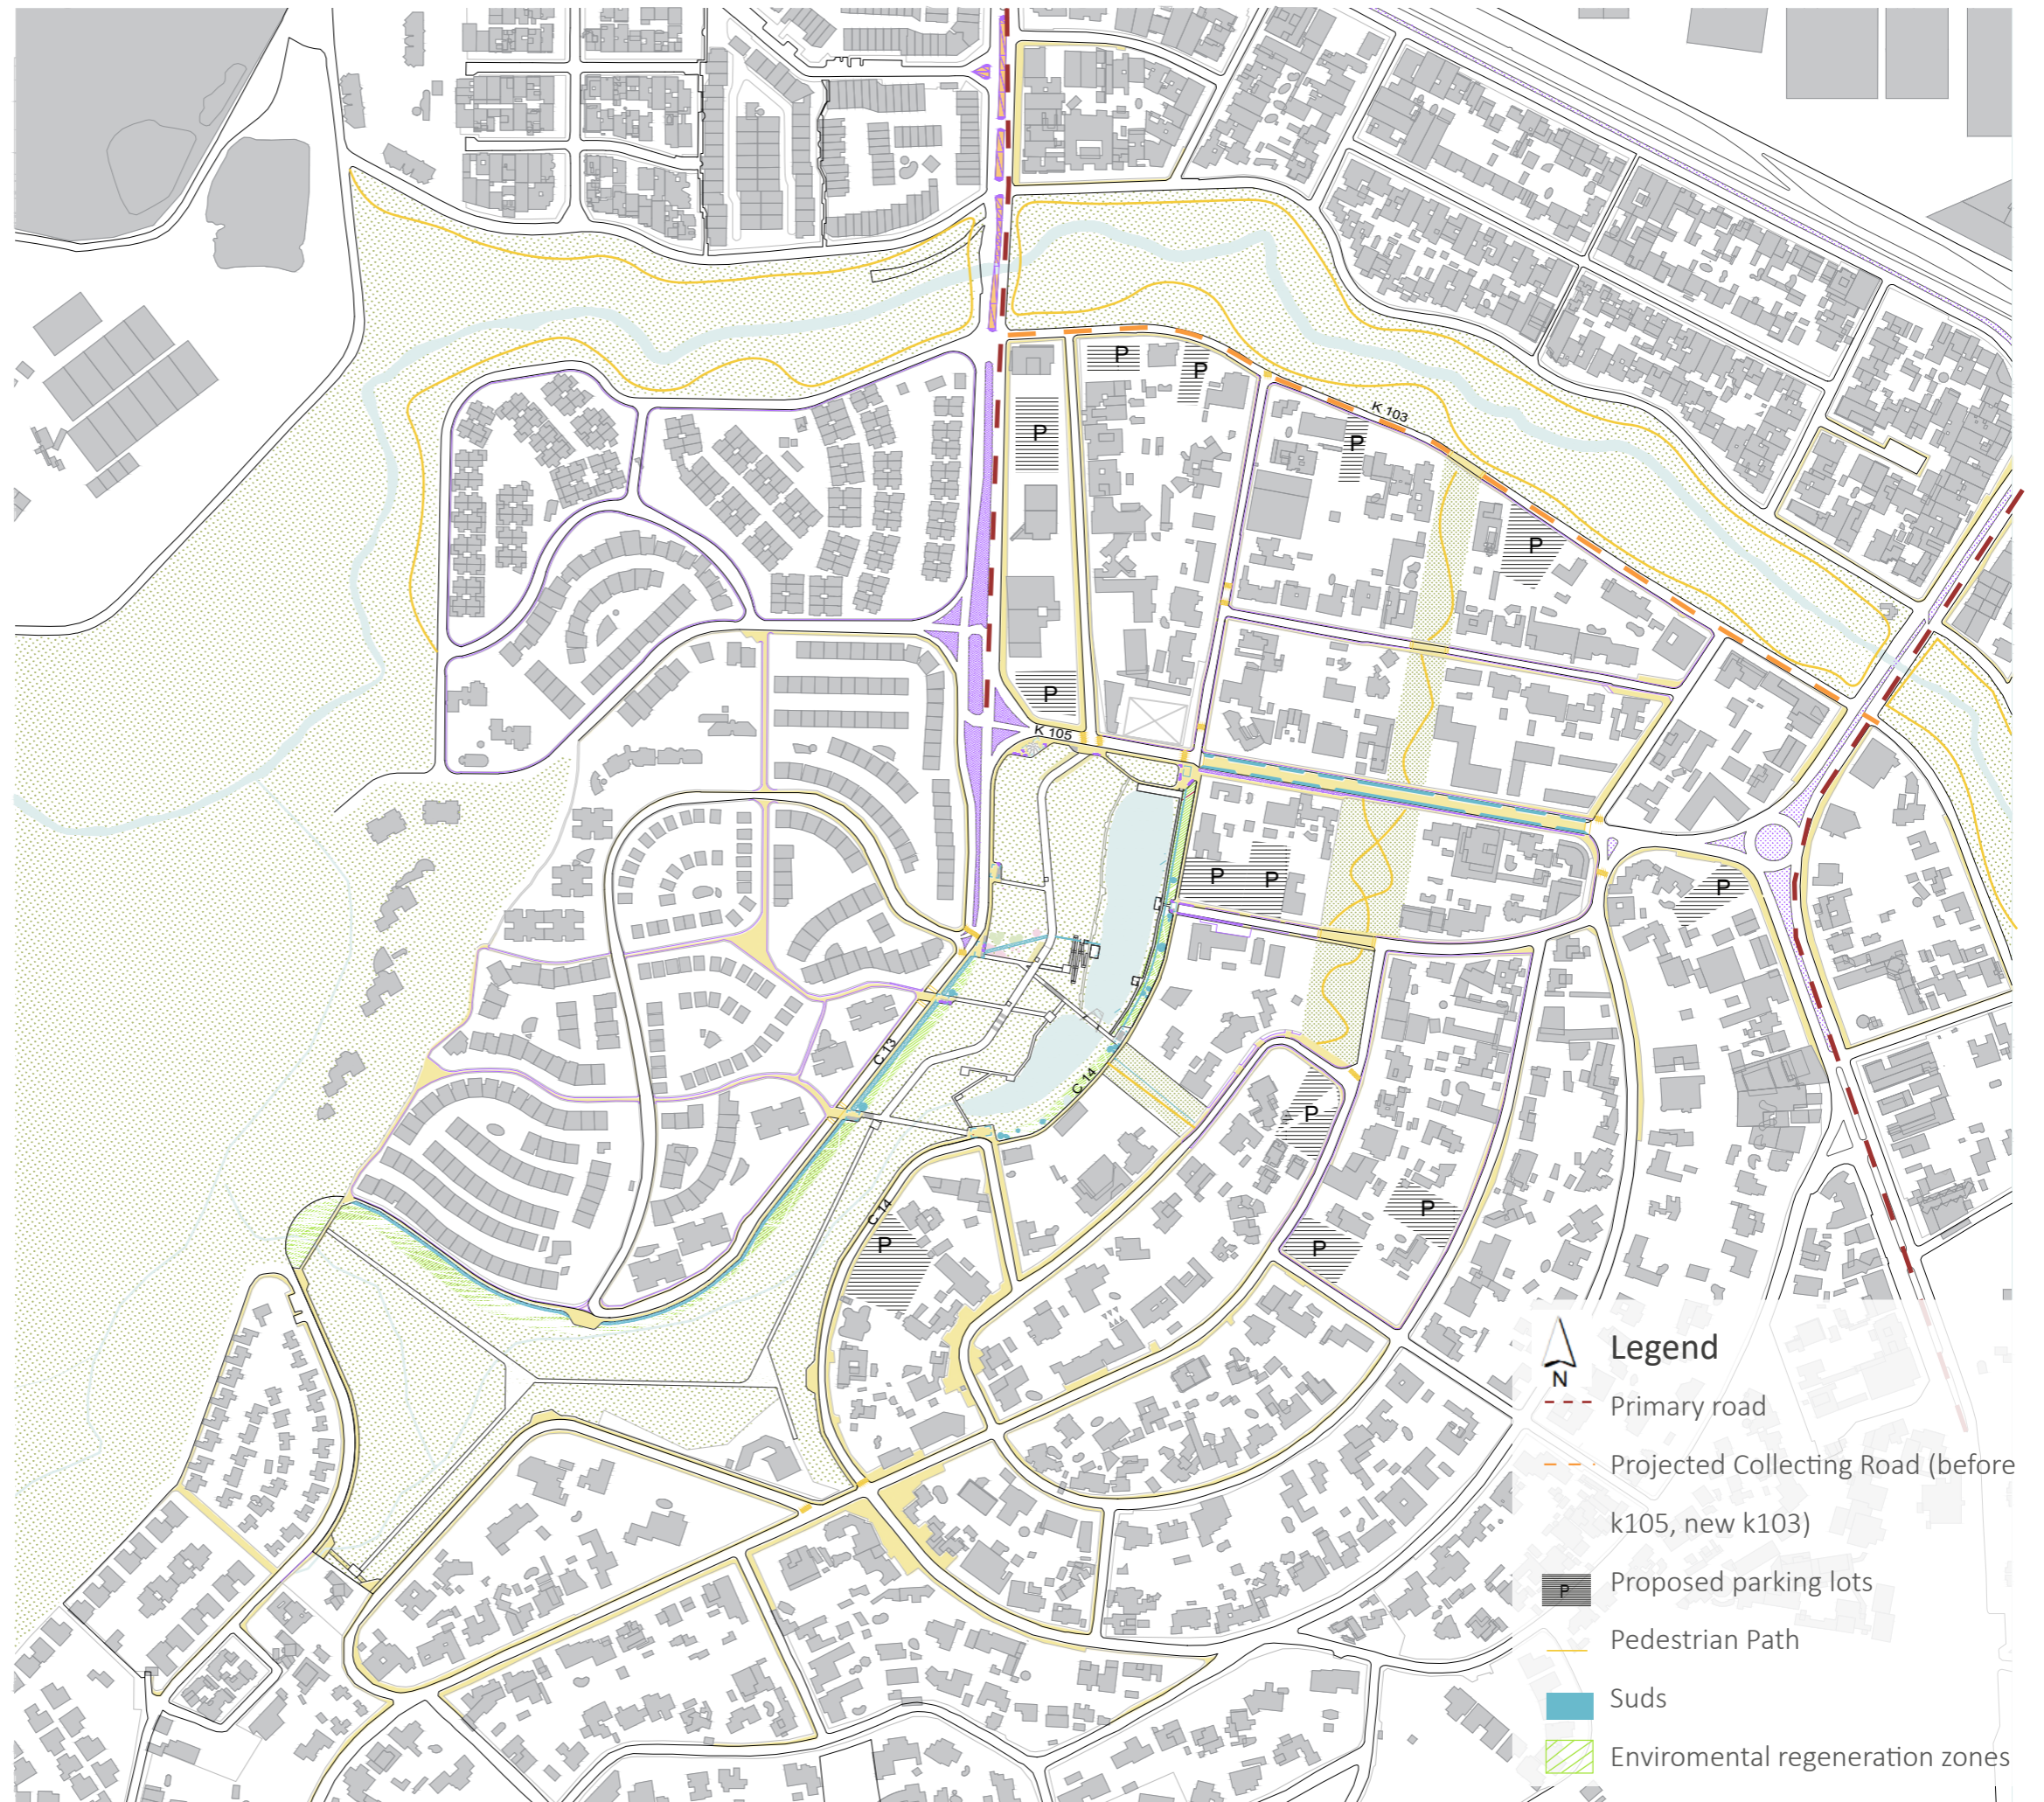 P
P
K 103
P
P
P
P
K 105
P
P
P
C 13
C 14
P
P
C 14
P
P
Legend
N
Primary road
Projected Collecting Road (before
k105, new k103)
P
Proposed parking lots
Pedestrian Path
Suds
Enviromental regeneration zones